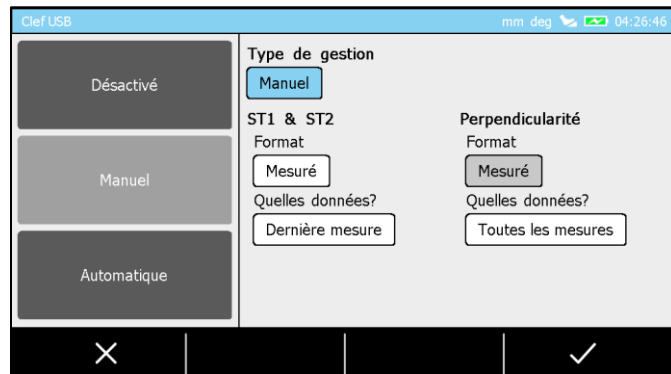 Clef USB mm deg 04:26:46
Désactivé
Manuel
Automatique
Type de gestion
Manuel
ST1 & ST2
Format
Mesuré
Quelles données?
Dernière mesure
Perpendicularité
Format
Mesuré
Quelles données?
Toutes les mesures